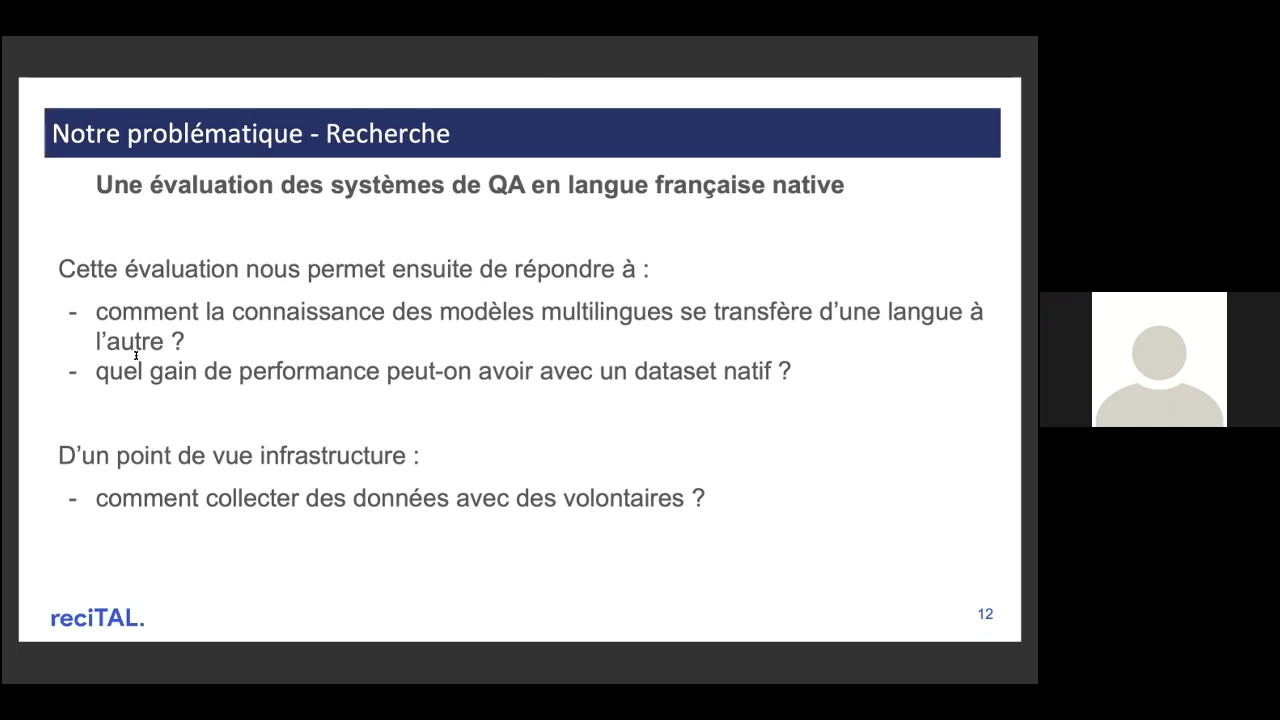 Notre problématique - Recherche
Une évaluation des systèmes de QA en langue française native
Cette évaluation nous permet ensuite de répondre à :
- comment la connaissance des modèles multilingues se transfère d’une langue à
l’autre ?
- quel gain de performance peut-on avoir avec un dataset natif ?
D’un point de vue infrastructure :
- comment collecter des données avec des volontaires ?
reciTAL.
12